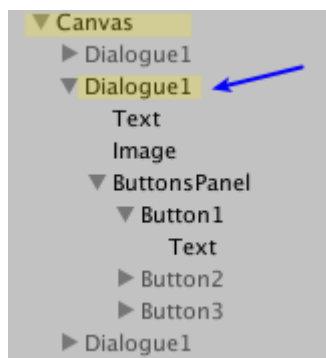 Canvas
Dialogue1
Dialogue1
Text
Image
ButtonsPanel
Button1
Text
Button2
Button3
Dialogue1